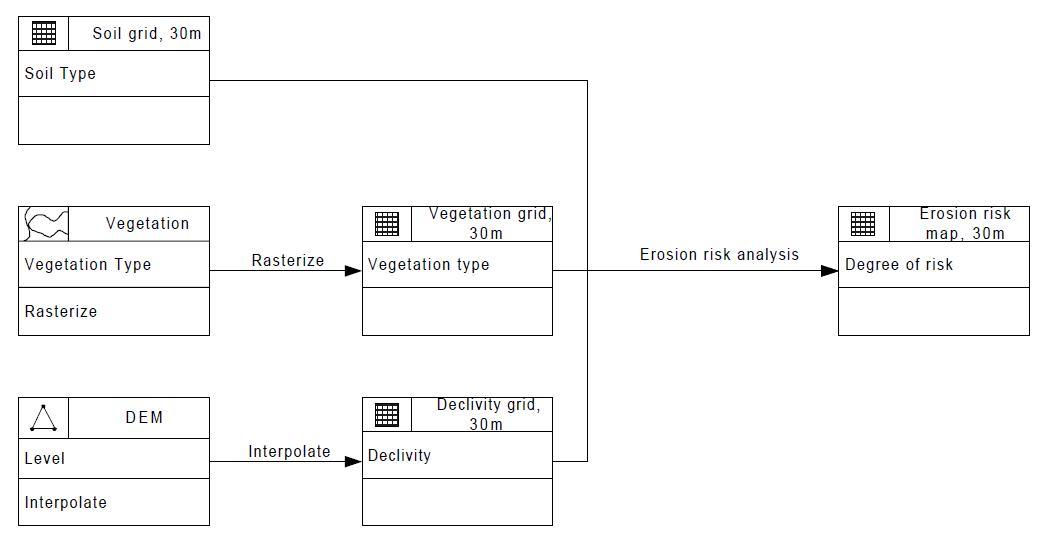 Soil grid, 30m
Soil Type
Vegetation
Vegetation Type
Rasterize
Rasterize
Vegetation grid,
30m
Vegetation type
Erosion risk analysis
Erosion risk
map, 30m
Degree of risk
DEM
Level
Interpolate
Interpolate
Declivity grid,
30m
Declivity